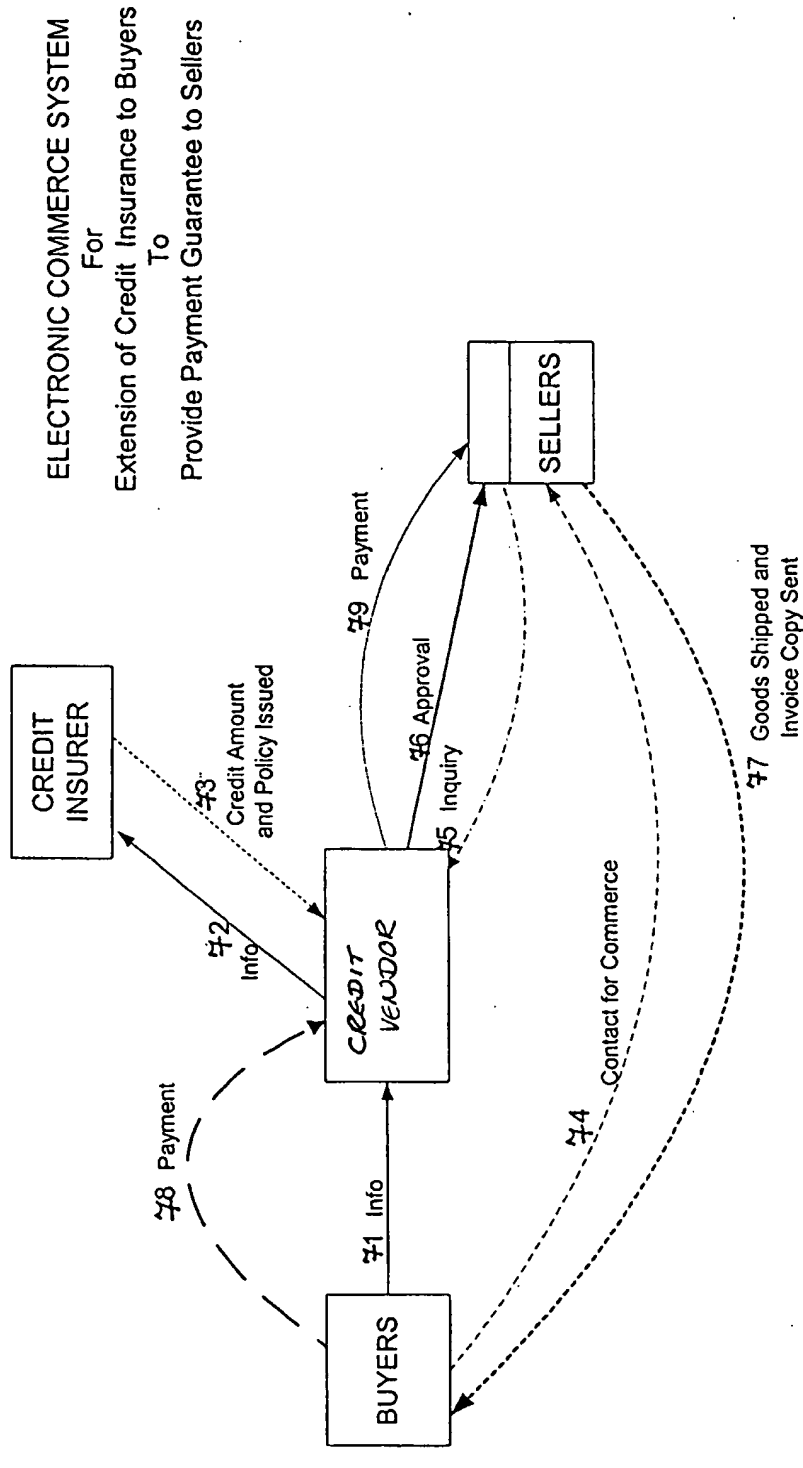 ELECTRONIC COMMERCE SYSTEM
For
Extension of Credit Insurance to Buyers
To
Provide Payment Guarantee to Sellers
CREDIT
INSURER
73
Credit Amount
and Policy Issued
72
Info
79 Payment
76 Approval
75 Inquiry
78 Payment
CREDIT
VENDOR
71 Info
BUYERS
SELLERS
74
Contact for Commerce
77 Goods Shipped and
Invoice Copy Sent